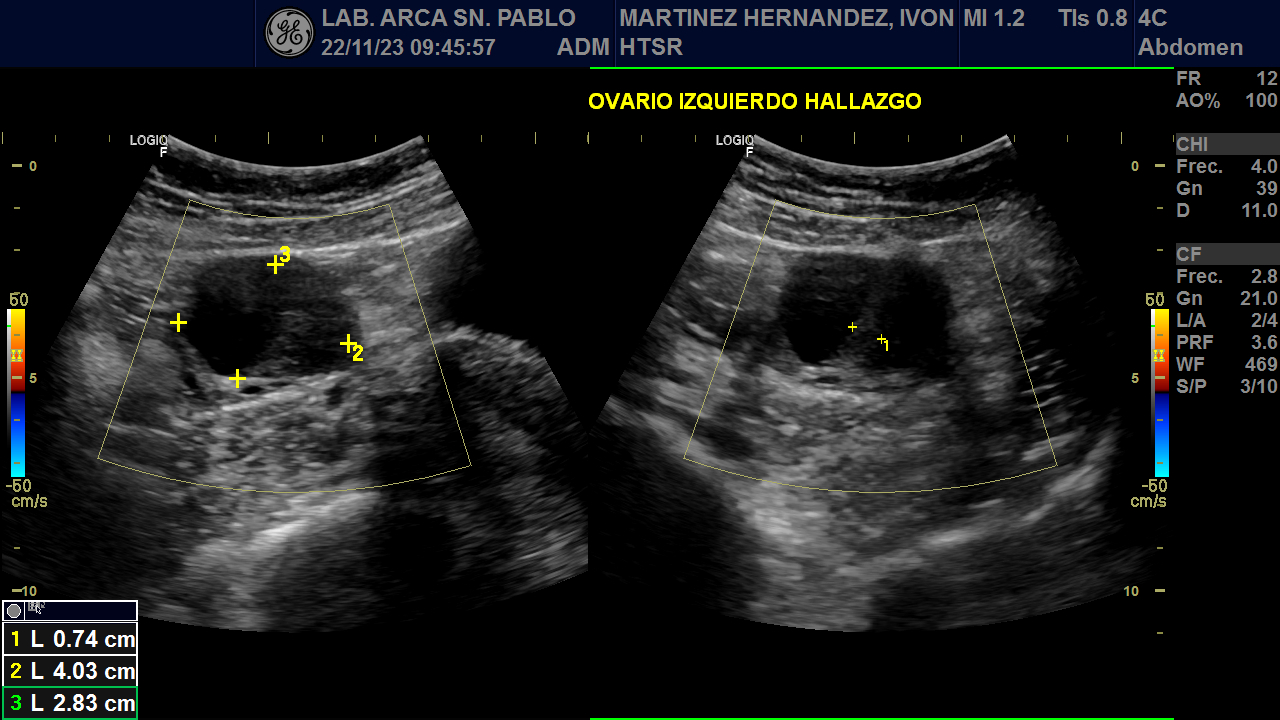 LAB. ARCA SN. PABLO
22/11/23 09:45:57 ADM
MARTINEZ HERNANDEZ, IVON
HTSR
MI 1.2 TIs 0.8
4C
Abdomen
OVARIO IZQUIERDO HALLAZGO
FR 12
AO% 100
CHI
Frec. 4.0
Gn 39
D 11.0
CF
Frec. 2.8
Gn 21.0
L/A 2/4
PRF 3.6
WF 469
S/P 3/10
LOGIQ
F
LOGIQ
F
0
5
10
0
5
10
50
-50
cm/s
50
-50
cm/s
3
2
1
1 L 0.74 cm
2 L 4.03 cm
3 L 2.83 cm